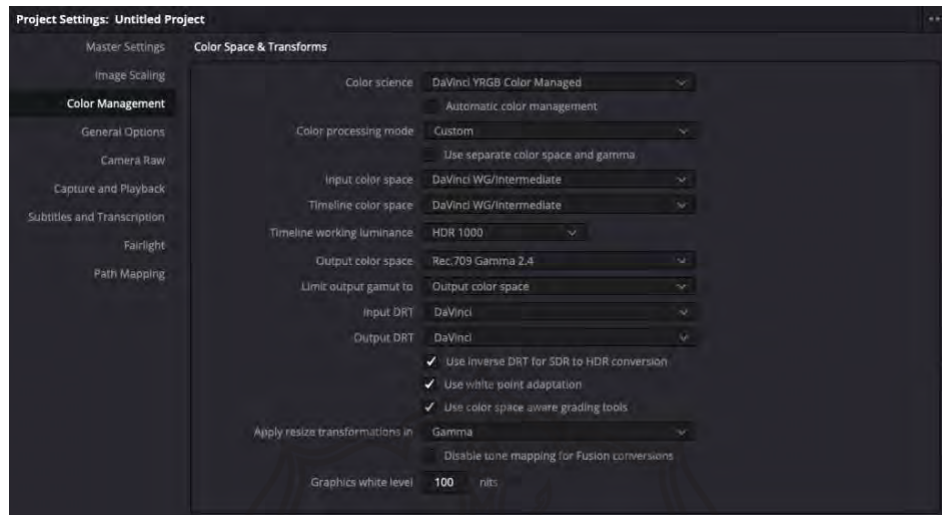 Project Settings: Untitled Project
Master Settings
Image Scaling
Color Management
General Options
Camera Raw
Capture and Playback
Subtitles and Transcription
Fairlight
Path Mapping
Color Space & Transforms
Color science DaVinci YRGB Color Managed
Automatic color management
Color processing mode Custom
Use separate color space and gamma
Input color space DaVinci WG/Intermediate
Timeline color space DaVinci WG/Intermediate
Timeline working luminance HDR 1000
Output color space Rec.709 Gamma 2.4
Limit output gamut to Output color space
Input DRT DaVinci
Output DRT DaVinci
Use inverse DRT for SDR to HDR conversion
Use white point adaptation
Use color space aware grading tools
Apply resize transformations in Gamma
Disable tone mapping for Fusion conversions
Graphics white level 100 nits